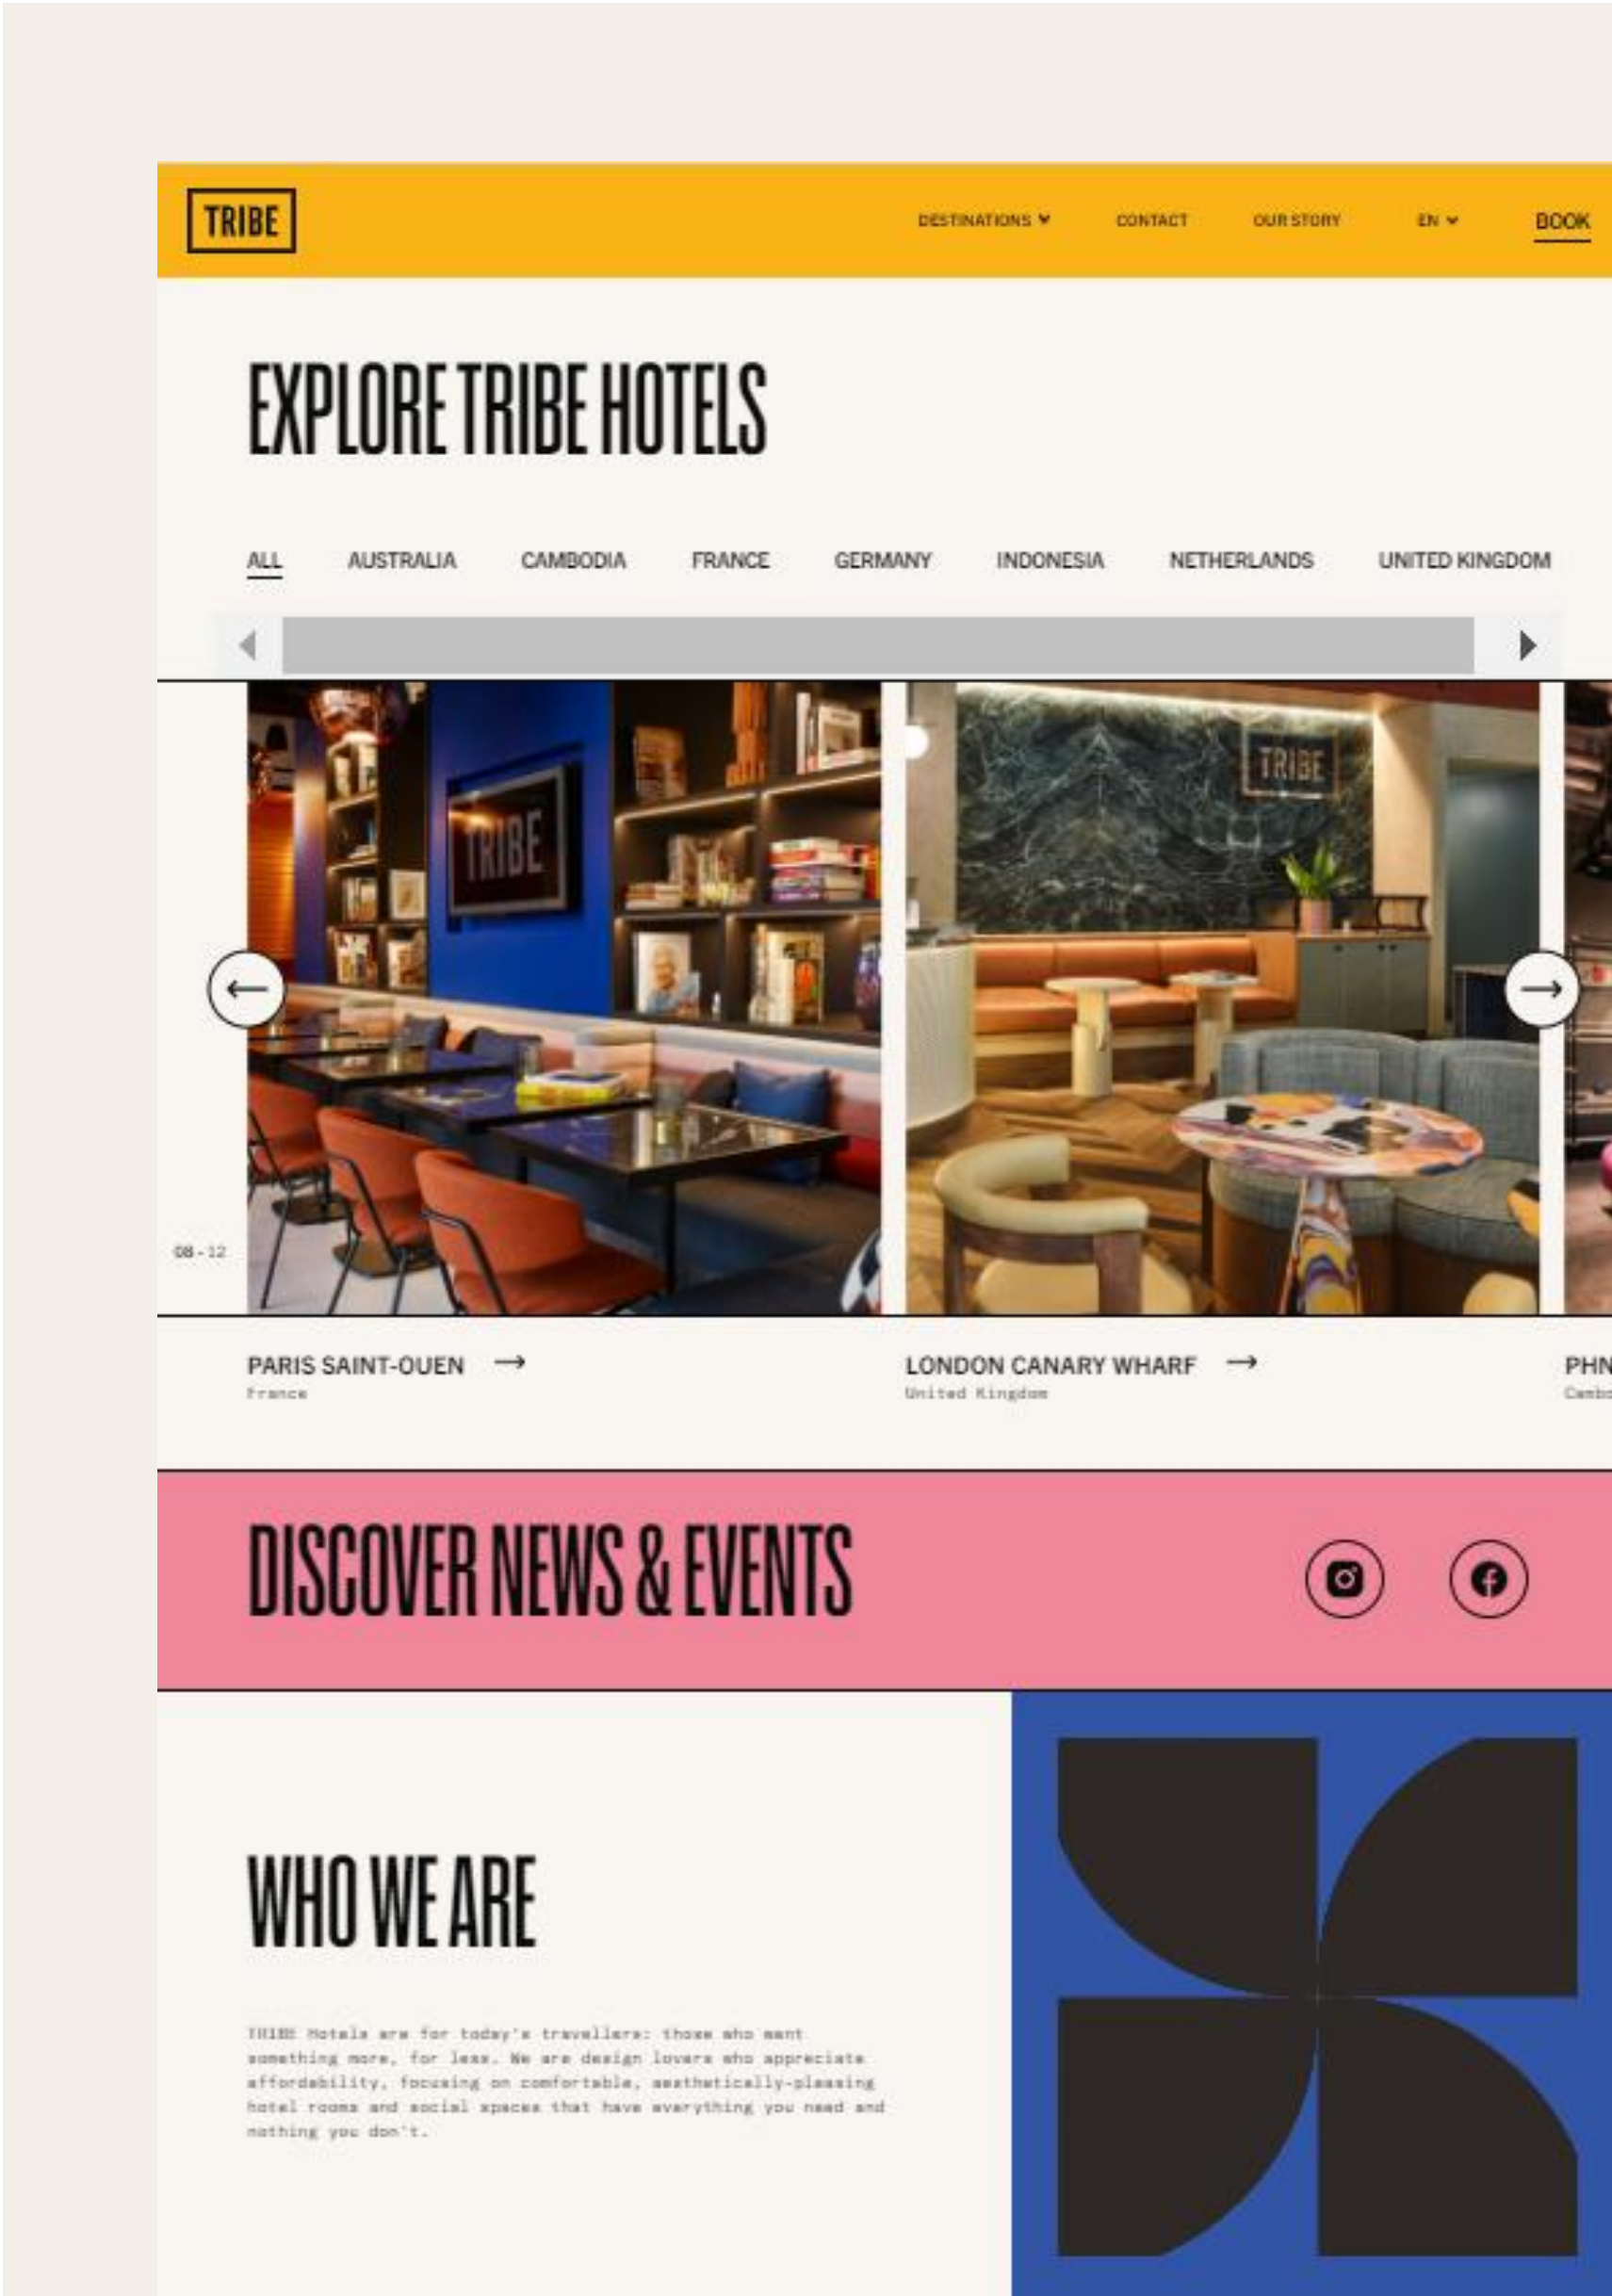 TRIBE
DESTINATIONS CONTACT OUR STORY EN BOOK
EXPLORE TRIBE HOTELS
ALL AUSTRALIA CAMBODIA FRANCE GERMANY INDONESIA NETHERLANDS UNITED KINGDOM
TRIBE
TRIBE
08 - 12
PARIS SAINT-OUEN
LONDON CANARY WHARF
PHN
France
United Kingdom
Cambo
DISCOVER NEWS & EVENTS
WHO WE ARE
TRIBE Hotels are for today's travellers: those who want
something more, for less. We are design lovers who appreciate
affordability, focusing on comfortable, aesthetically-pleasing
hotel rooms and social spaces that have everything you need and
nothing you don't.